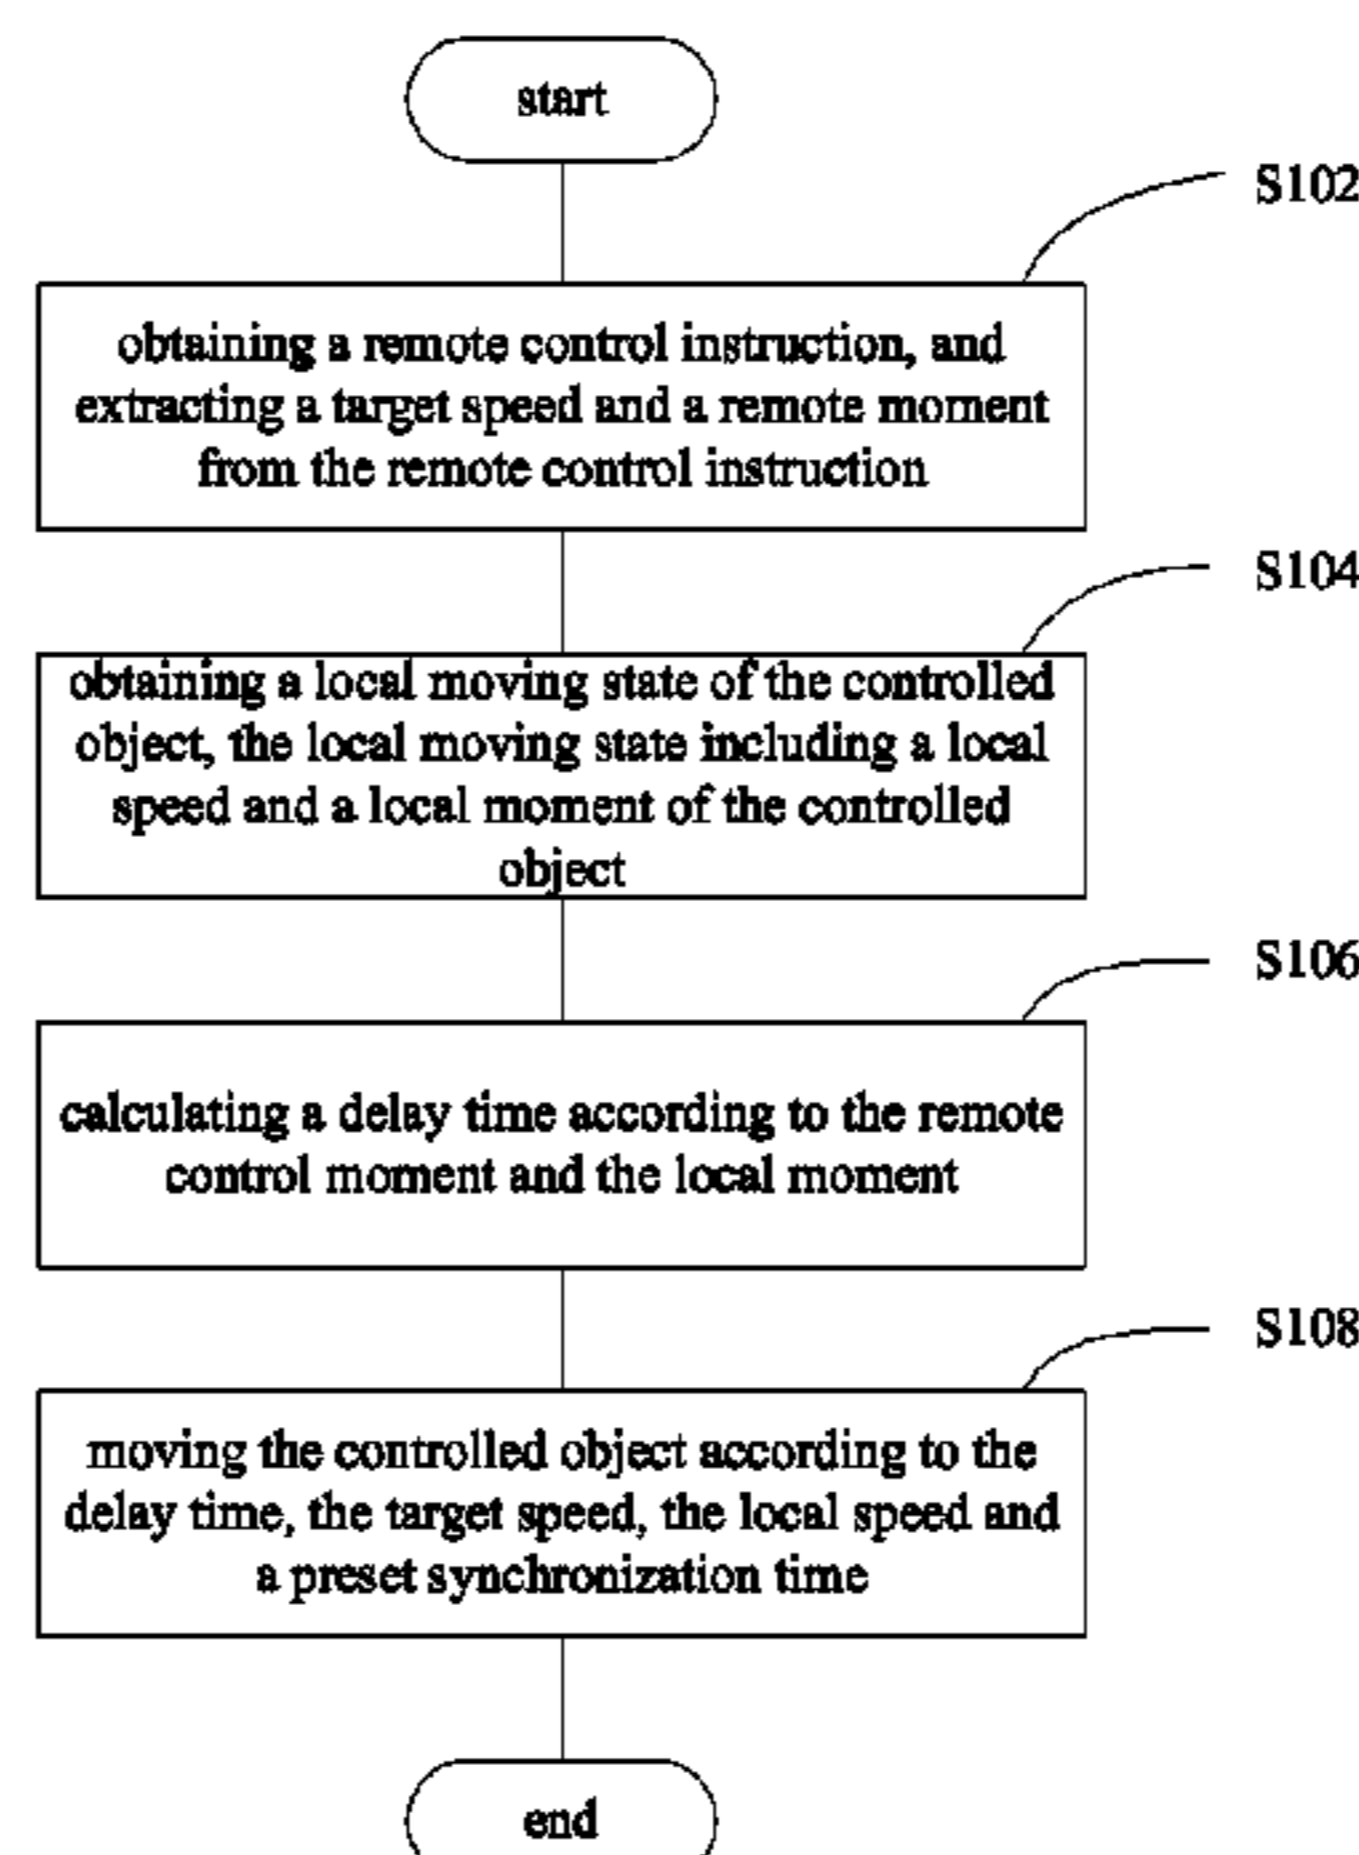 start
S102
obtaining a remote control instruction, and
extracting a target speed and a remote moment
from the remote control instruction
S104
obtaining a local moving state of the controlled
object, the local moving state including a local
speed and a local moment of the controlled
object
S106
calculating a delay time according to the remote
control moment and the local moment
S108
moving the controlled object according to the
delay time, the target speed, the local speed and
a preset synchronization time
end